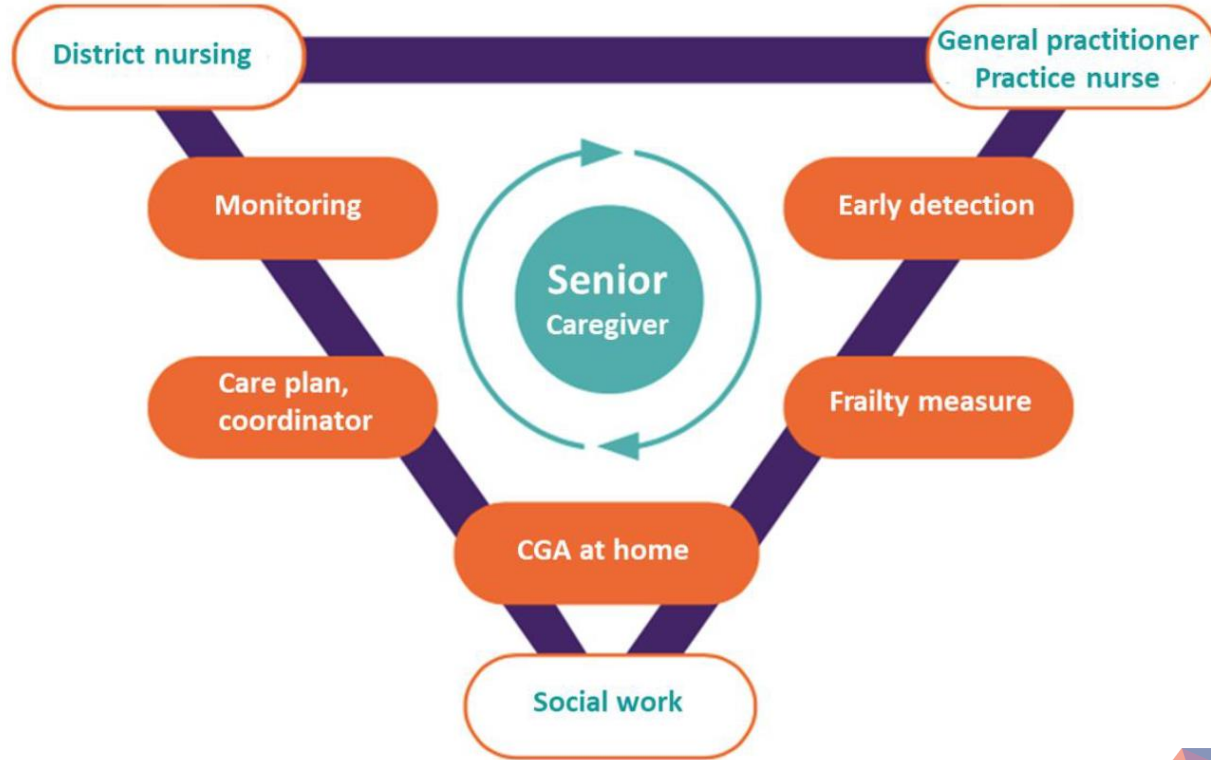 District nursing
General practitioner
Practice nurse
Monitoring
Early detection
Senior
Caregiver
Care plan,
coordinator
Frailty measure
CGA at home
Social work